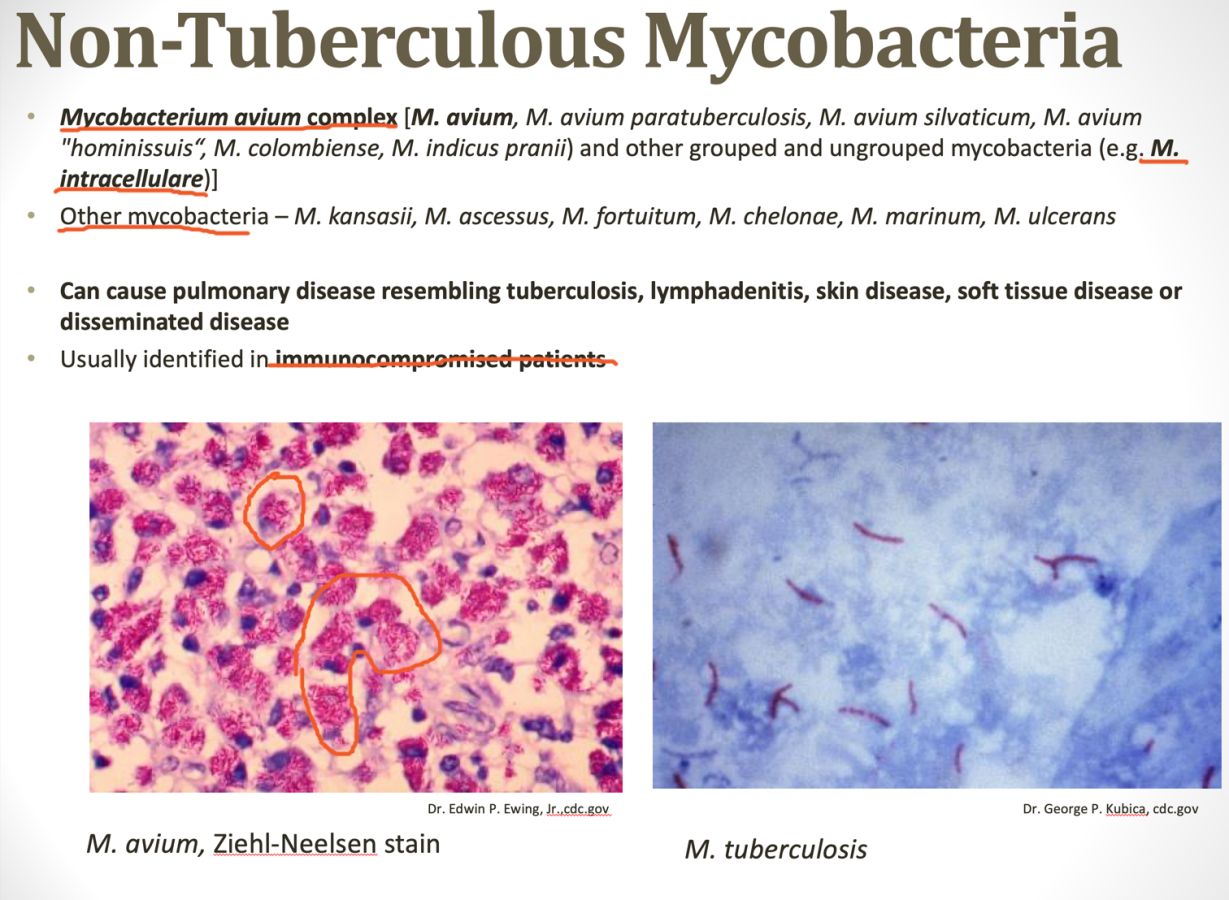 Non-Tuberculous Mycobacteria
• Mycobacterium avium complex [M. avium, M. avium paratuberculosis, M. avium silvaticum, M. avium
"hominissuis“, M. colombiense, M. indicus pranii) and other grouped and ungrouped mycobacteria (e.g. M.
intracellulare)]
• Other mycobacteria – M. kansasii, M. ascessus, M. fortuitum, M. chelonae, M. marinum, M. ulcerans
• Can cause pulmonary disease resembling tuberculosis, lymphadenitis, skin disease, soft tissue disease or
disseminated disease
• Usually identified in immunocompromised patients
Dr. Edwin P. Ewing, Jr.,cdc.gov
Dr. George P. Kubica, cdc.gov
M. avium, Ziehl-Neelsen stain
M. tuberculosis